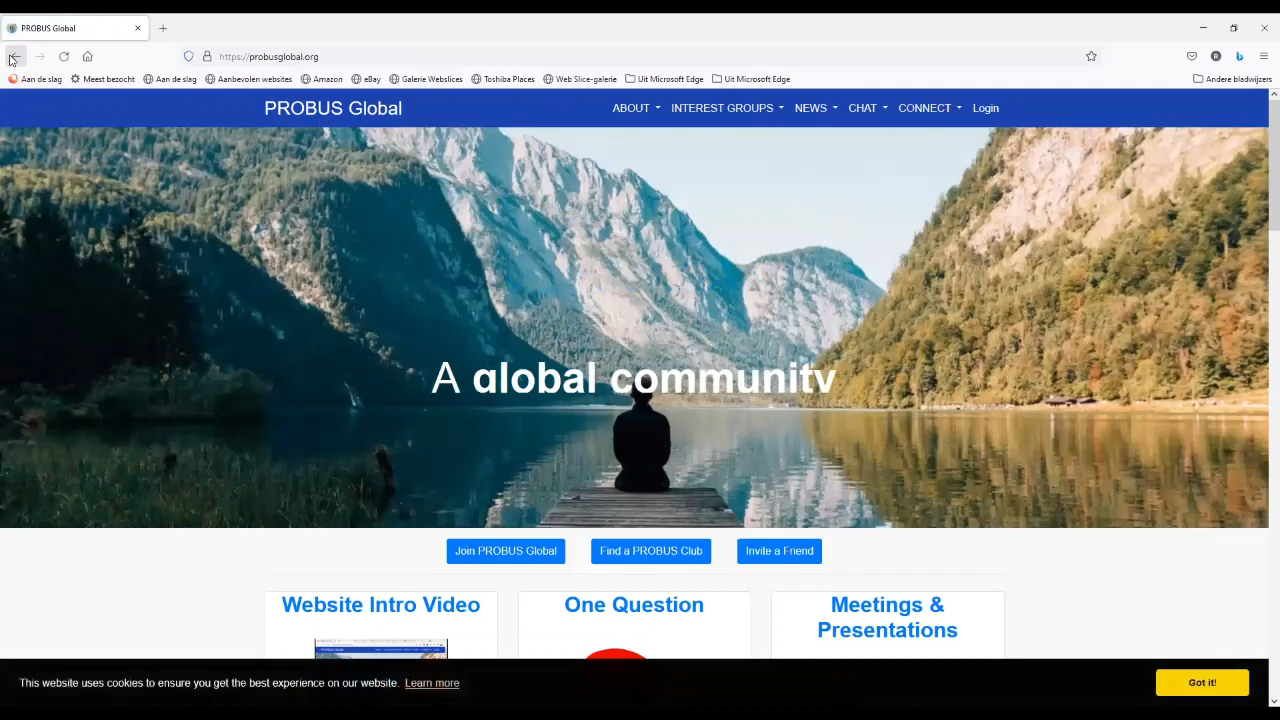 PROBUS Global
https://probusglobal.org
Aan de slag Meest bezocht Aan de slag Aanbevolen websites Amazon eBay Galerie Webslices Toshiba Places Web Slice-galerie Uit Microsoft Edge Uit Microsoft Edge Andere bladwijzers
PROBUS Global ABOUT INTEREST GROUPS NEWS CHAT CONNECT Login
A global community
Join PROBUS Global Find a PROBUS Club Invite a Friend
Website Intro Video One Question Meetings &
Presentations
This website uses cookies to ensure you get the best experience on our website. Learn more Got it!